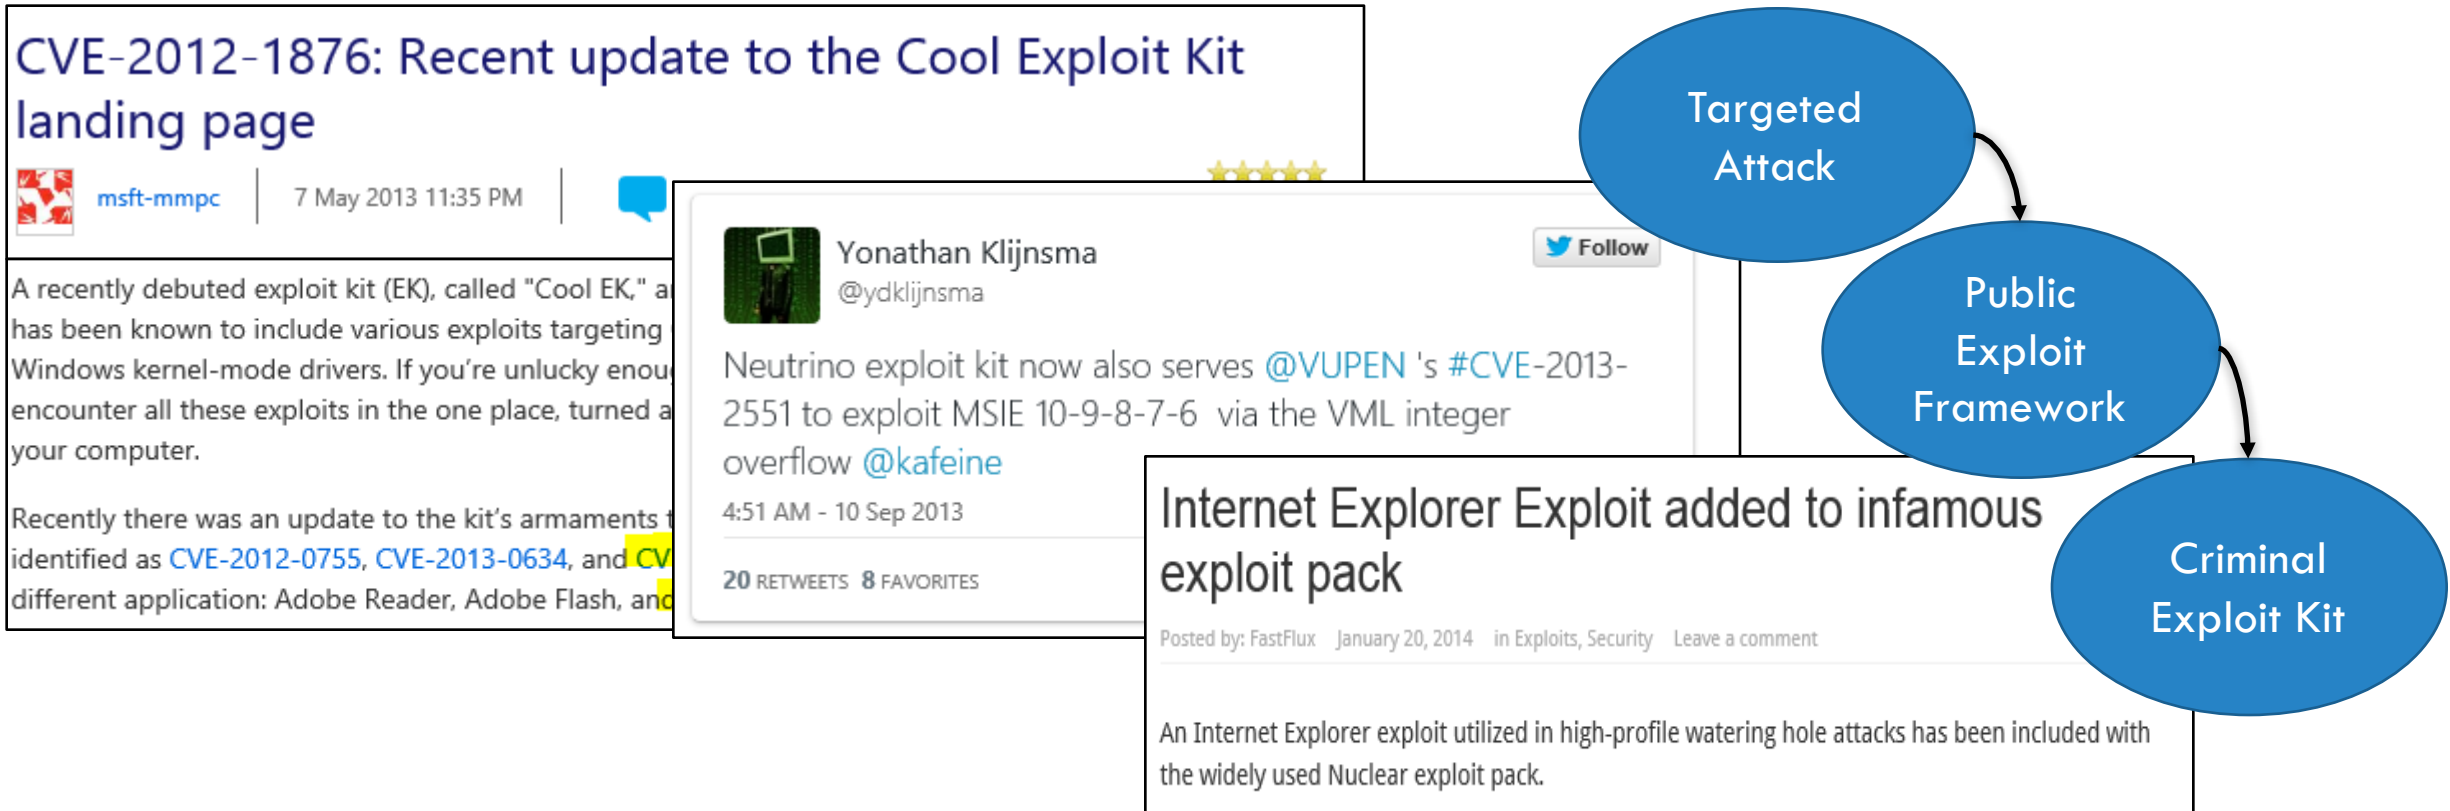 CVE-2012-1876: Recent update to the Cool Exploit Kit
landing page
msft-mmpc 7 May 2013 11:35 PM
A recently debuted exploit kit (EK), called "Cool EK,"
has been known to include various exploits targeting
Windows kernel-mode drivers. If you're unlucky
encounter all these exploits in the one place, turned
your computer.
Recently there was an update to the kit's armaments
identified as CVE-2012-0755, CVE-2013-0634, and CV
different application: Adobe Reader, Adobe Flash, and
Yonathan Klijnsma
@ydklijnsma
Follow
Neutrino exploit kit now also serves @VUPEN 's #CVE-2013-
2551 to exploit MSIE 10-9-8-7-6 via the VML integer
overflow @kafeine
4:51 AM - 10 Sep 2013
20 RETWEETS 8 FAVORITES
Internet Explorer Exploit added to infamous
exploit pack
Posted by: FastFlux January 20, 2014 in Exploits, Security Leave a comment
An Internet Explorer exploit utilized in high-profile watering hole attacks has been included with
the widely used Nuclear exploit pack.
Targeted
Attack
Public
Exploit
Framework
Criminal
Exploit Kit